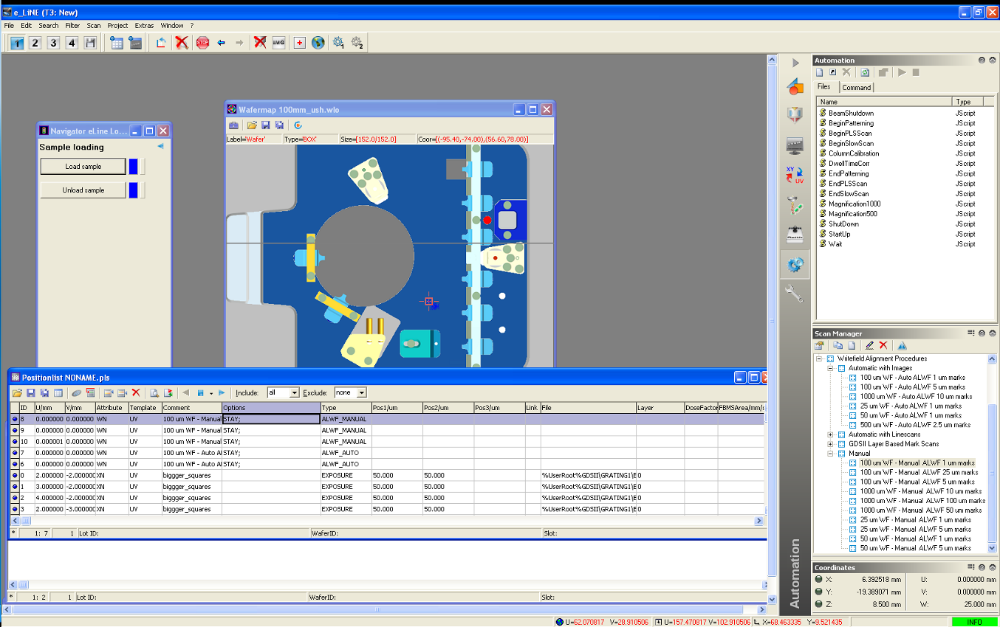 e_LiNE (T3: New)
File Edit Search Filter Scan Project Extras Window ?
1 2 3 4 STOP IMG 1 2
Navigator eLine Lo...
Sample loading
Load sample
Unload sample
Wafermap 100mm_ush.wlo
Label='Wafer' Type='BOX' Size=[152.0/152.0] Coor=[(-95.40,-74.00),(56.60,78.00)]
Positionlist NONAME.pls
Include: all Exclude: none
ID U/mm V/mm Attribute Template Comment Options Type Pos1/um Pos2/um Pos3/um Link File Layer DoseFactor FBMSArea/mm/s
8 0.000000 0.000000 WN UV 100 um WF - Manual STAY; ALWF_MANUAL
9 0.000000 0.000000 WN UV 100 um WF - Manual STAY; ALWF_MANUAL
10 0.000001 0.000000 WN UV 100 um WF - Manual STAY; ALWF_MANUAL
7 0.000000 0.000000 WN UV 100 um WF - Auto Al STAY; ALWF_AUTO
6 0.000000 0.000000 WN UV 100 um WF - Auto Al STAY; ALWF_AUTO
0 2.000000 -2.000000 XN UV biggger_squares EXPOSURE 50.000 50.000 %UserRoot%GDSII\GRATING1\E 0
1 3.000000 -2.000000 XN UV biggger_squares EXPOSURE 50.000 50.000 %UserRoot%GDSII\GRATING1\E 0
2 4.000000 -2.000000 XN UV biggger_squares EXPOSURE 50.000 50.000 %UserRoot%GDSII\GRATING1\E 0
3 2.000000 -3.000000 XN UV biggger_squares EXPOSURE 50.000 50.000 %UserRoot%GDSII\GRATING1\E 0
* 1: 7 1 Lot ID: WaferID: Slot:
* 1: 2 1 Lot ID: WaferID: Slot:
XY
UV
Automation
Automation
Files Command
Name Type
BeamShutdown JScript
BeginPatterning JScript
BeginPLSScan JScript
BeginSlowScan JScript
ColumnCalibration JScript
DwellTimeCorr JScript
EndPatterning JScript
EndPLSScan JScript
EndSlowScan JScript
Magnification1000 JScript
Magnification500 JScript
ShutDown JScript
StartUp JScript
Wait JScript
Scan Manager
Writefield Alignment Procedures
Automatic with Images
100 um WF - Auto ALWF 1 um marks
100 um WF - Auto ALWF 5 um marks
1000 um WF - Auto ALWF 10 um marks
25 um WF - Auto ALWF 1 um marks
50 um WF - Auto ALWF 1 um marks
500 um WF - Auto ALWF 2.5 um marks
Automatic with Linescans
GDSII Layer Based Mark Scans
Manual
100 um WF - Manual ALWF 1 um marks
100 um WF - Manual ALWF 25 um marks
100 um WF - Manual ALWF 5 um marks
1000 um WF - Manual ALWF 10 um marks
1000 um WF - Manual ALWF 100 um marks
1000 um WF - Manual ALWF 50 um marks
25 um WF - Manual ALWF 1 um marks
25 um WF - Manual ALWF 5 um marks
50 um WF - Manual ALWF 1 um marks
50 um WF - Manual ALWF 5 um marks
Coordinates
X: 6.392518 mm U: 0.000000 mm
Y: -19.389071 mm V: 0.000000 mm
Z: 8.500 mm W: 25.000 mm
U=62.070817 V=28.910506 U=157.470817 V=102.910506 X=68.463335 Y=9.521435 INFO